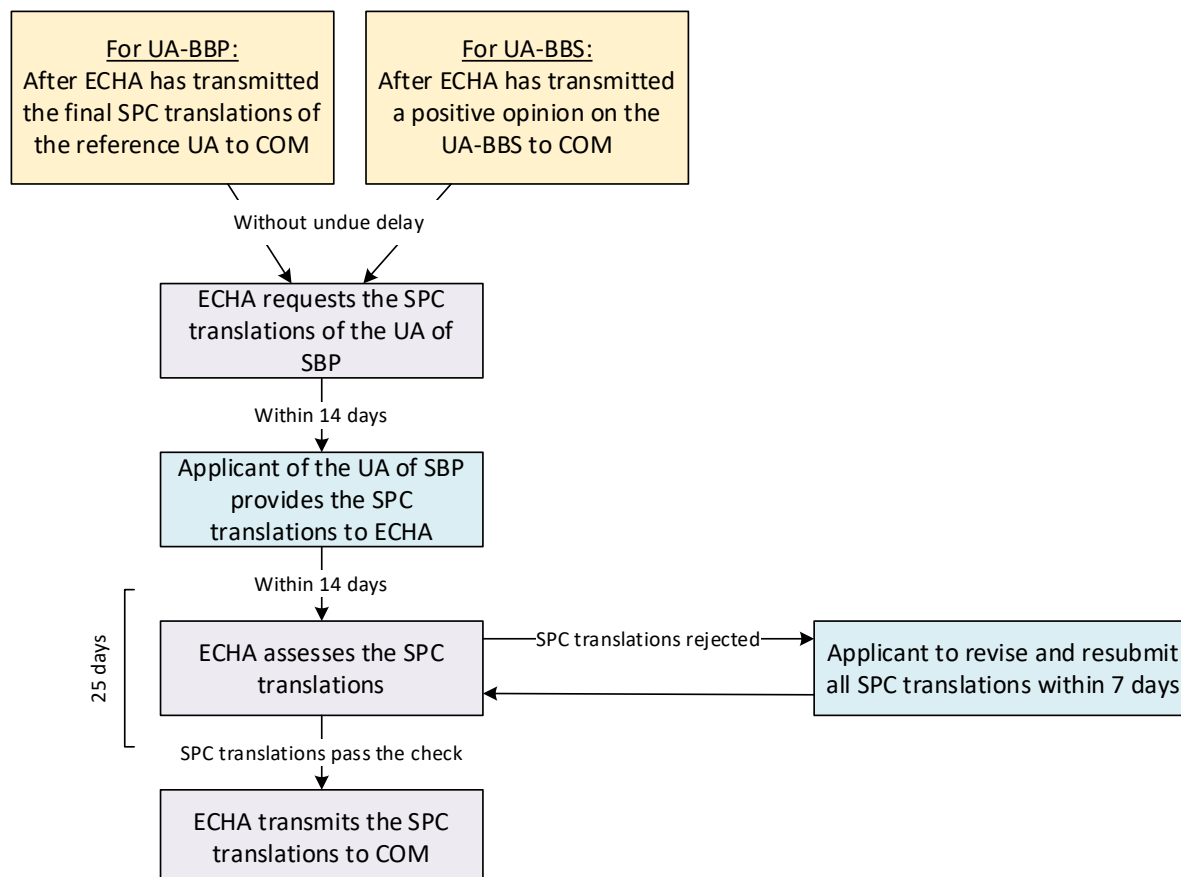 For UA-BBP:
After ECHA has transmitted
the final SPC translations of
the reference UA to COM
For UA-BBS:
After ECHA has transmitted
a positive opinion on the
UA-BBS to COM
Without undue delay
ECHA requests the SPC
translations of the UA of
SBP
Within 14 days
Applicant of the UA of SBP
provides the SPC
translations to ECHA
Within 14 days
25 days
ECHA assesses the SPC
translations
SPC translations rejected
Applicant to revise and resubmit
all SPC translations within 7 days
SPC translations pass the check
ECHA transmits the SPC
translations to COM